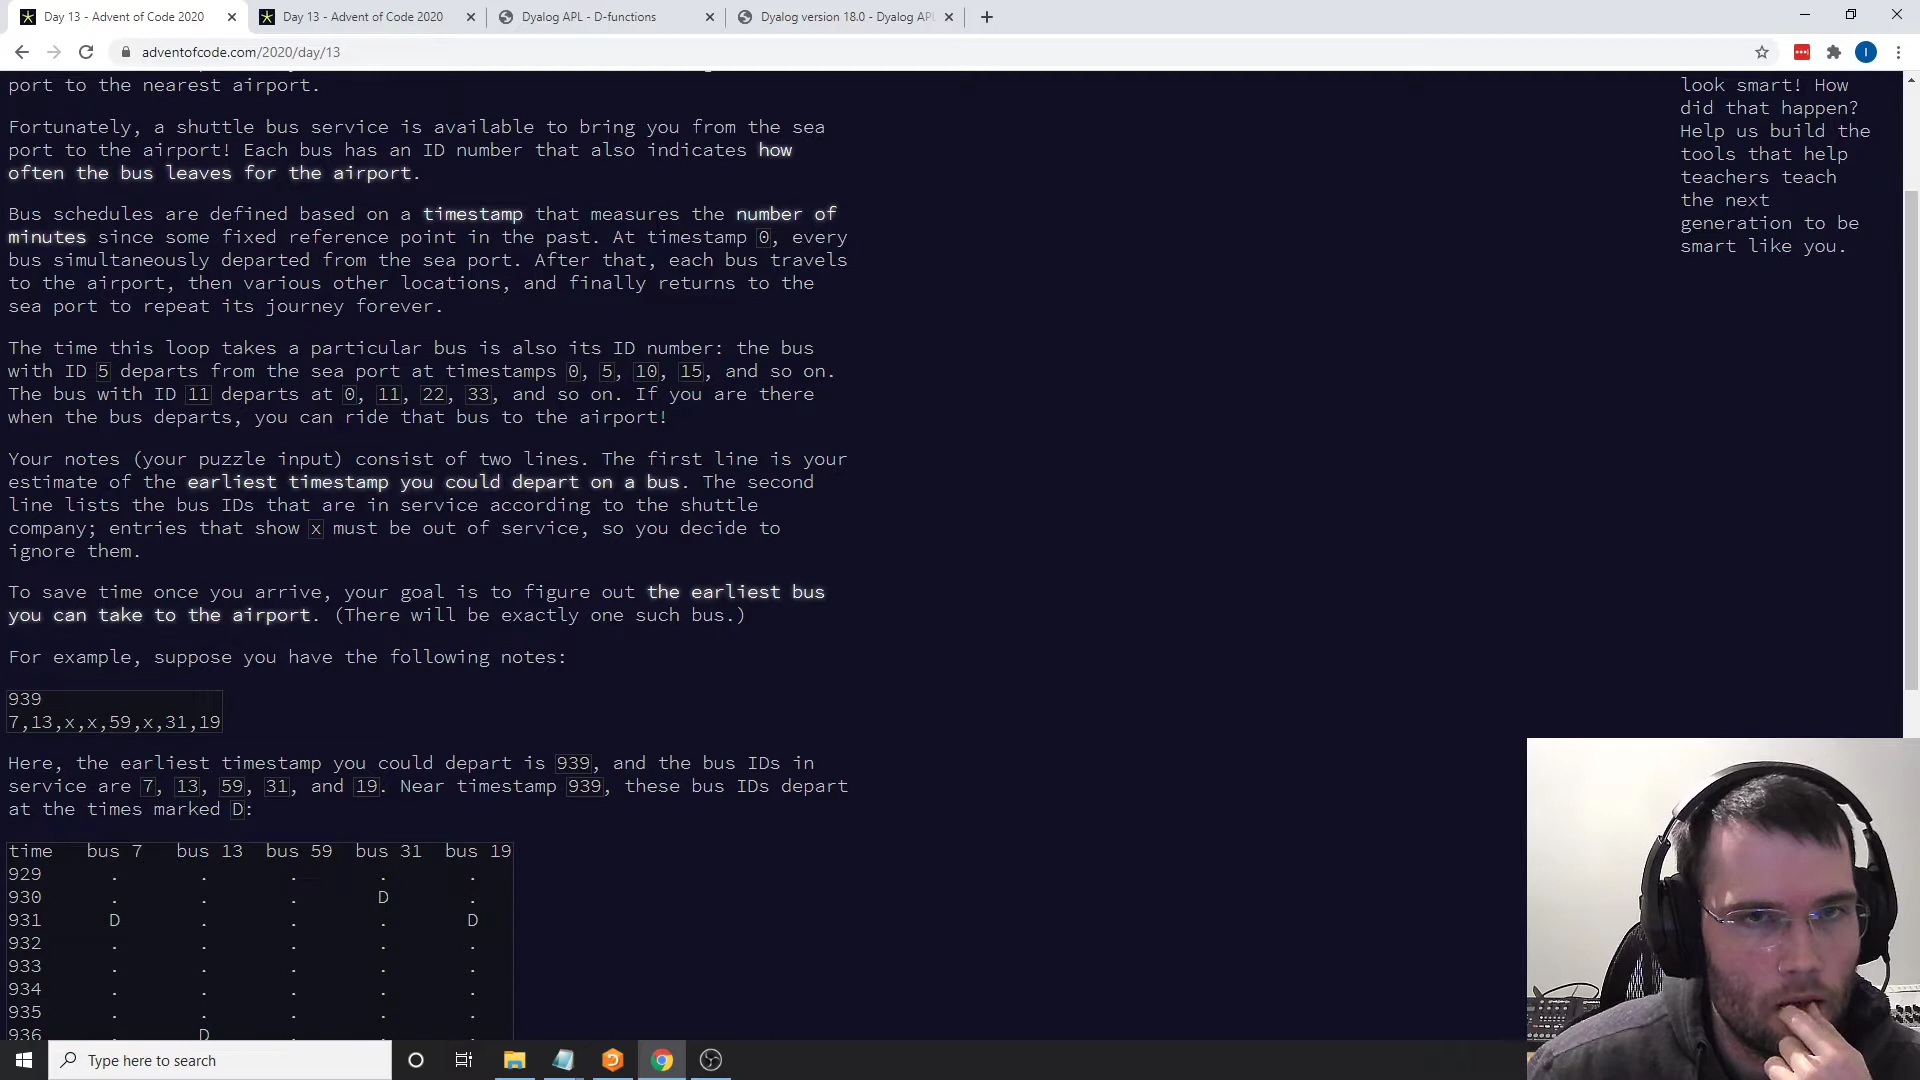 Day 13 - Advent of Code 2020
Day 13 - Advent of Code 2020
Dyalog APL - D-functions
Dyalog version 18.0 - Dyalog APL
adventofcode.com/2020/day/13
port to the nearest airport.
Fortunately, a shuttle bus service is available to bring you from the sea
port to the airport! Each bus has an ID number that also indicates how
often the bus leaves for the airport.
Bus schedules are defined based on a timestamp that measures the number of
minutes since some fixed reference point in the past. At timestamp 0, every
bus simultaneously departed from the sea port. After that, each bus travels
to the airport, then various other locations, and finally returns to the
sea port to repeat its journey forever.
The time this loop takes a particular bus is also its ID number: the bus
with ID 5 departs from the sea port at timestamps 0, 5, 10, 15, and so on.
The bus with ID 11 departs at 0, 11, 22, 33, and so on. If you are there
when the bus departs, you can ride that bus to the airport!
Your notes (your puzzle input) consist of two lines. The first line is your
estimate of the earliest timestamp you could depart on a bus. The second
line lists the bus IDs that are in service according to the shuttle
company; entries that show x must be out of service, so you decide to
ignore them.
To save time once you arrive, your goal is to figure out the earliest bus
you can take to the airport. (There will be exactly one such bus.)
For example, suppose you have the following notes:
939
7,13,x,x,59,x,31,19
Here, the earliest timestamp you could depart is 939, and the bus IDs in
service are 7, 13, 59, 31, and 19. Near timestamp 939, these bus IDs depart
at the times marked D:
time bus 7 bus 13 bus 59 bus 31 bus 19
929 . . . . .
930 . . . D .
931 D . . . D
932 . . . . .
933 . . . . .
934 . . . . .
935 . . . . .
936 . D . . .
look smart! How
did that happen?
Help us build the
tools that help
teachers teach
the next
generation to be
smart like you.
I
Type here to search